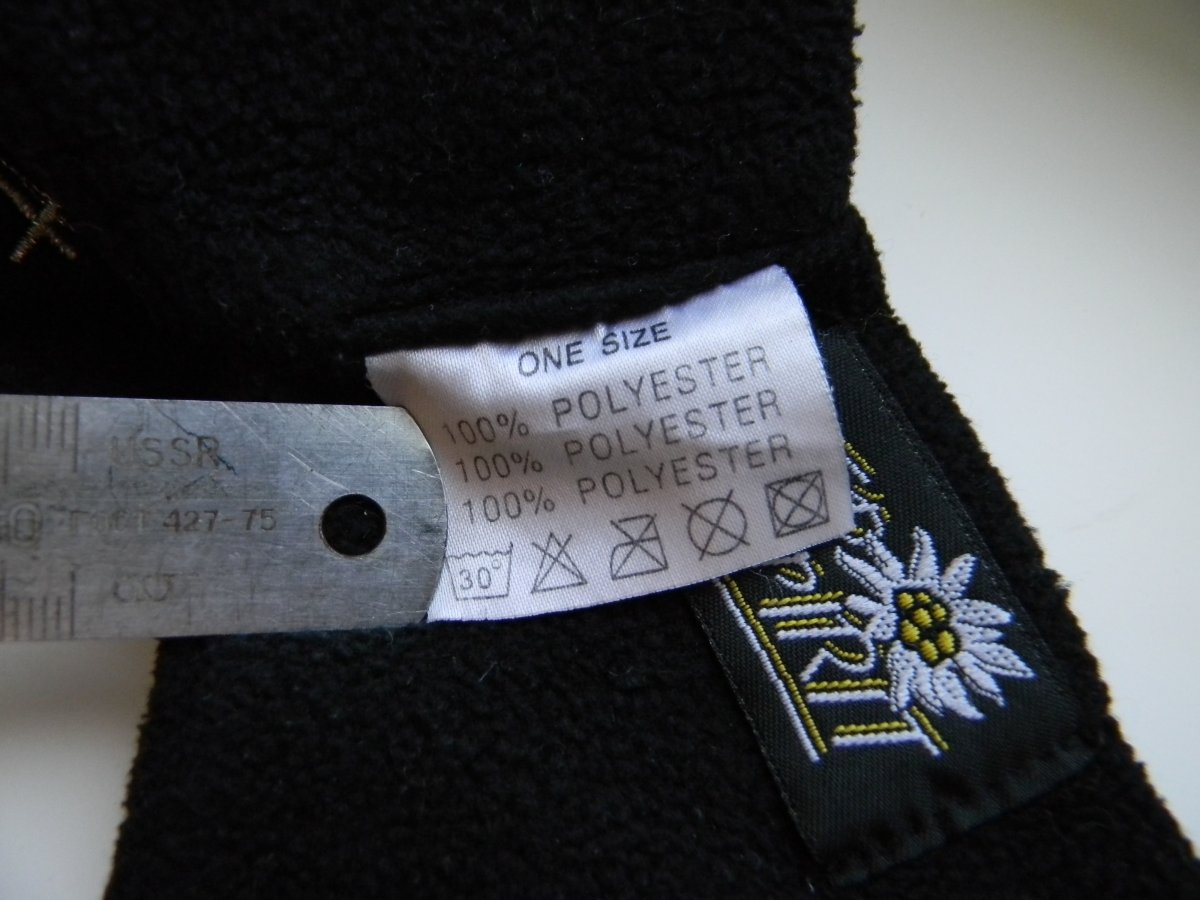 ONE SIZE
100% POLYESTER
100% POLYESTER
100% POLYESTER
30°
USSR
427-75